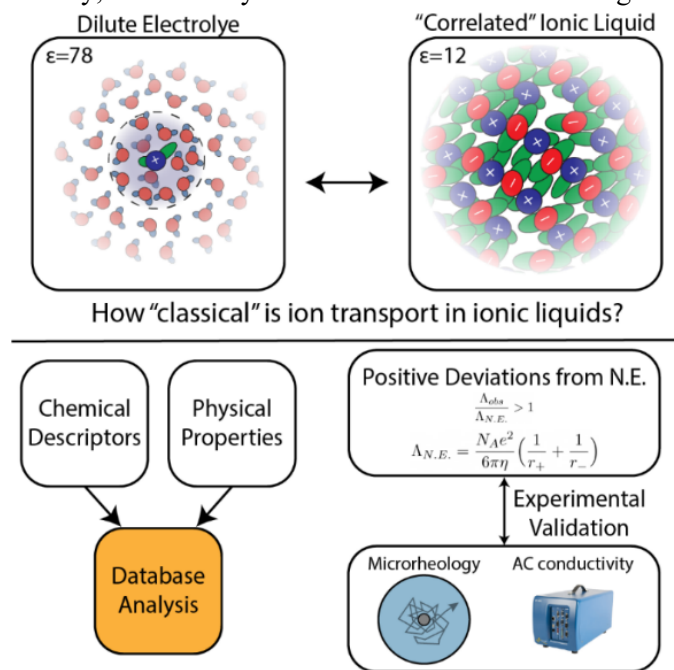 Dilute Electrolye
“Correlated” Ionic Liquid
ε=78
ε=12
+
How “classical” is ion transport in ionic liquids?
Chemical
Descriptors
Physical
Properties
Database
Analysis
Positive Deviations from N.E.
Λobs / ΛN.E. > 1
ΛN.E. = NAe² / 6πη (1/r+ + 1/r−)
Experimental
Validation
Microrheology
AC conductivity